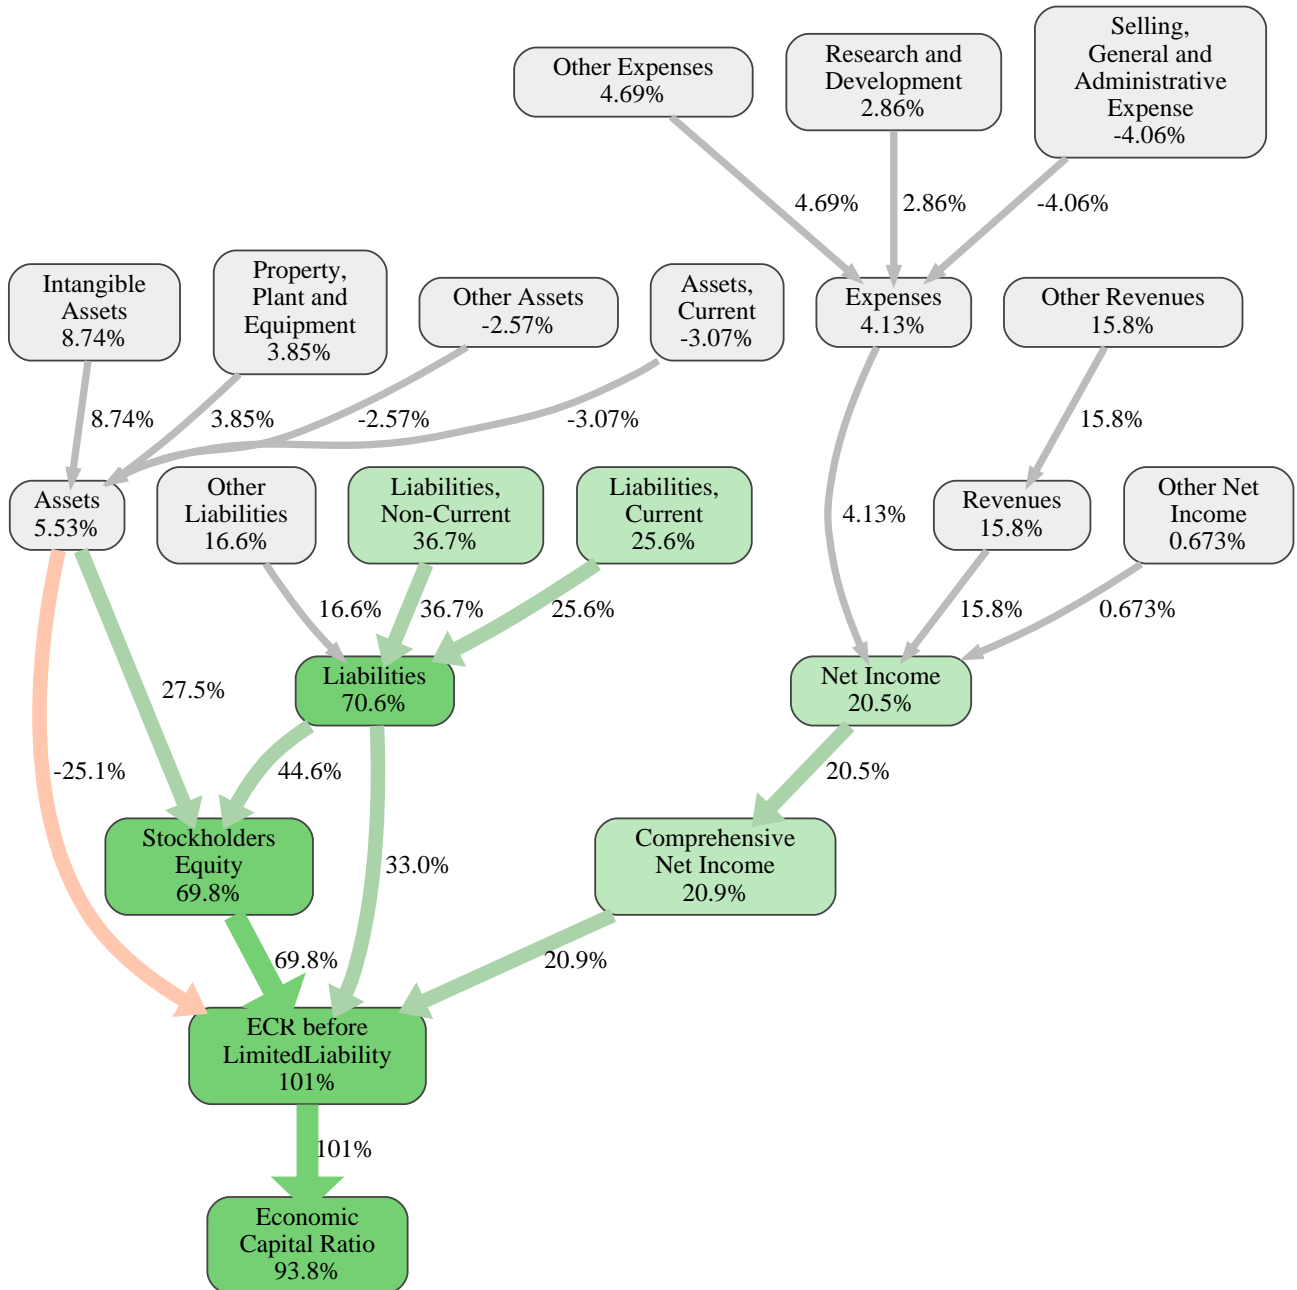 Selling,
General and
Administrative
Expense
-4.06%
Research and
Development
2.86%
Other Expenses
4.69%
4.69%
2.86%
-4.06%
Intangible
Assets
8.74%
Property,
Plant and
Equipment
3.85%
Other Assets
-2.57%
Assets,
Current
-3.07%
Expenses
4.13%
Other Revenues
15.8%
8.74%
3.85%
-2.57%
-3.07%
15.8%
Assets
5.53%
Other
Liabilities
16.6%
Liabilities,
Non-Current
36.7%
Liabilities,
Current
25.6%
4.13%
Revenues
15.8%
Other Net
Income
0.673%
16.6%
36.7%
25.6%
15.8%
0.673%
27.5%
Liabilities
70.6%
Net Income
20.5%
-25.1%
44.6%
20.5%
Stockholders
Equity
69.8%
33.0%
Comprehensive
Net Income
20.9%
69.8%
20.9%
ECR before
LimitedLiability
101%
101%
Economic
Capital Ratio
93.8%